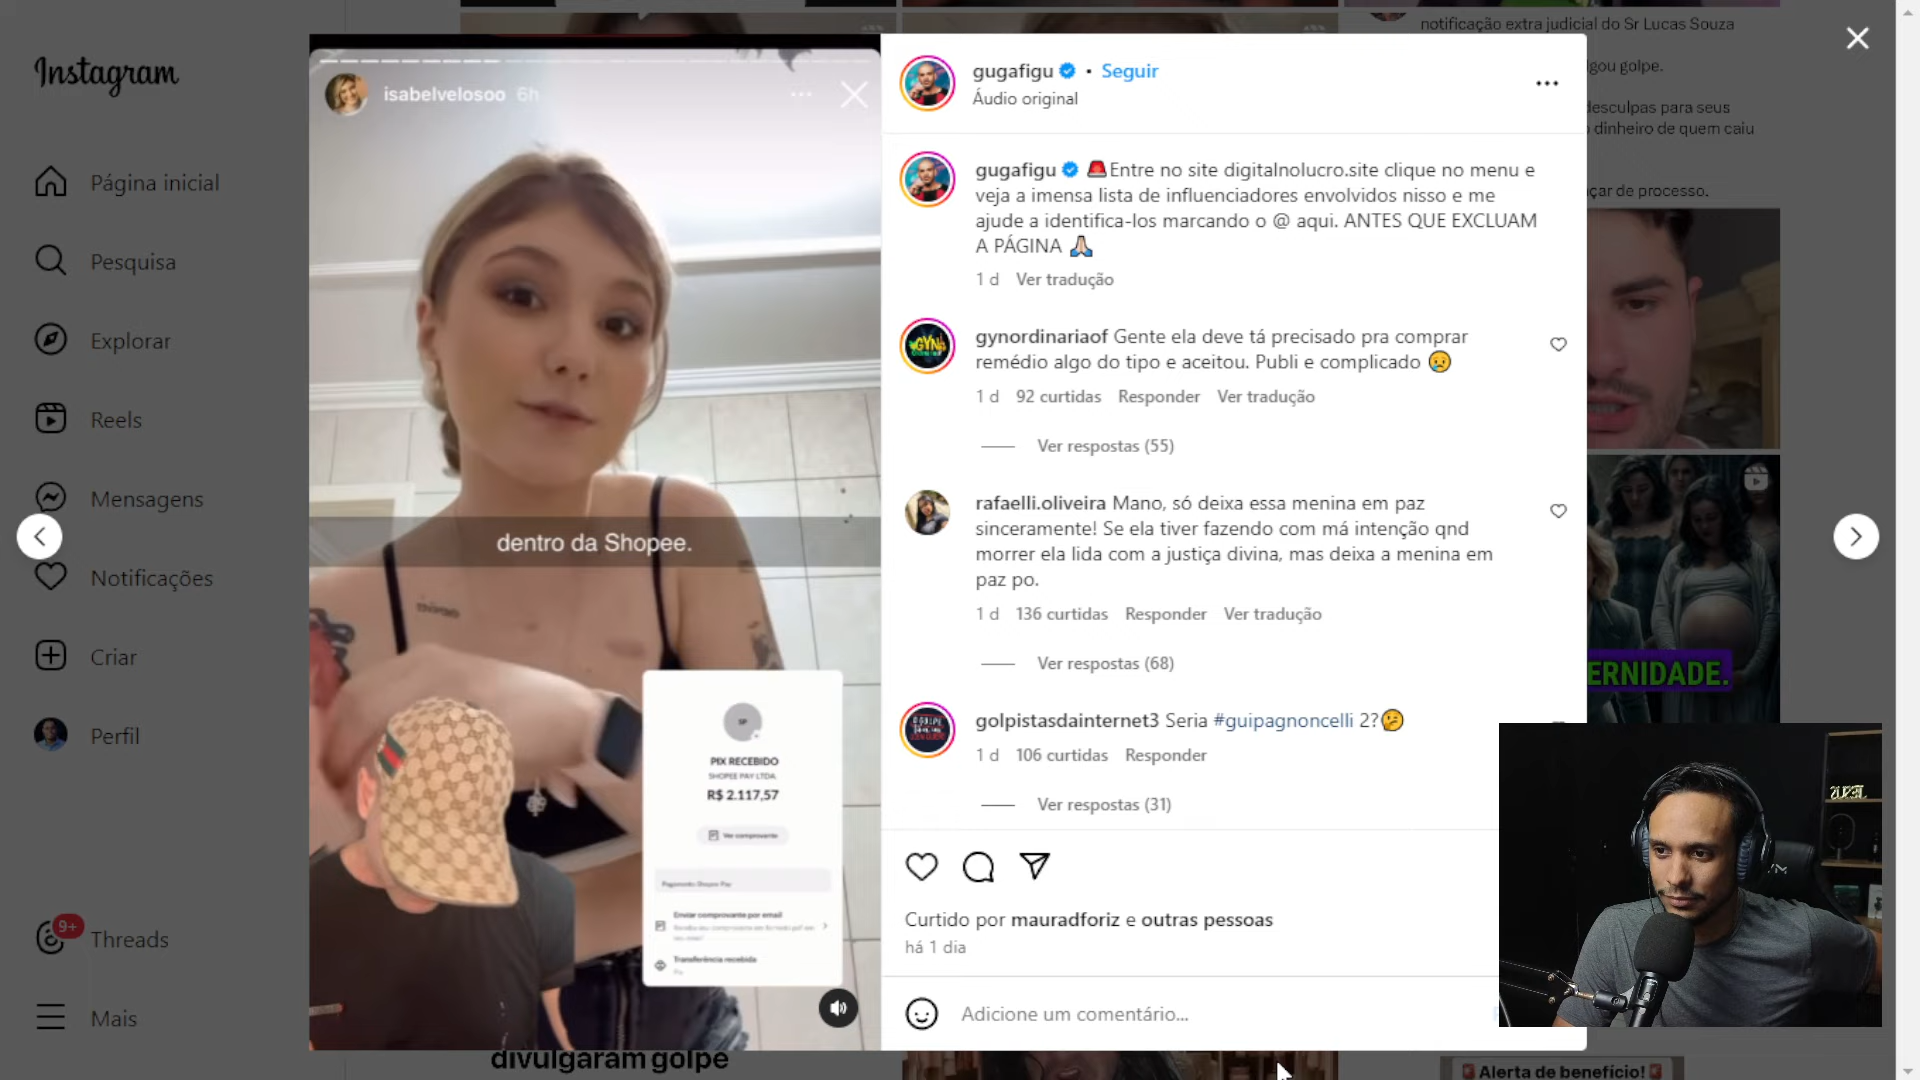 Instagram
Página inicial
Pesquisa
Explorar
Reels
Mensagens
Notificações
Criar
Perfil
9+
Threads
Mais
isabelvelosoo 6h
dentro da Shopee.
SP
PIX RECEBIDO
SHOPEE PAY LTDA.
R$ 2.117,57
Ver comprovante
Pagamento Shopee Pay
Enviar comprovante por email
Transferência recebida
Pix
gugafigu • Seguir
Áudio original
gugafigu 🚨Entre no site digitalnolucro.site clique no menu e
veja a imensa lista de influenciadores envolvidos nisso e me
ajude a identifica-los marcando o @ aqui. ANTES QUE EXCLUAM
A PÁGINA 🙏🏻
1 d Ver tradução
gynordinariaof Gente ela deve tá precisado pra comprar
remédio algo do tipo e aceitou. Publi e complicado 😥
1 d 92 curtidas Responder Ver tradução
Ver respostas (55)
rafaelli.oliveira Mano, só deixa essa menina em paz
sinceramente! Se ela tiver fazendo com má intenção qnd
morrer ela lida com a justiça divina, mas deixa a menina em
paz po.
1 d 136 curtidas Responder Ver tradução
Ver respostas (68)
golpistasdainternet3 Seria #guipagnoncelli 2?🤔
1 d 106 curtidas Responder
Ver respostas (31)
Curtido por mauradforiz e outras pessoas
há 1 dia
Adicione um comentário...
notificação extra judicial do Sr Lucas Souza
lgou golpe.
desculpas para seus
dinheiro de quem caiu
çar de processo.
ERNIDADE.
divulgaram golpe
🚨Alerta de benefício!🚨